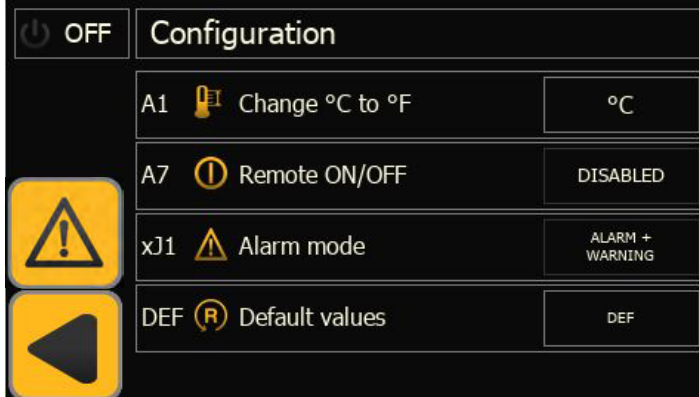 OFF Configuration
A1 Change °C to °F °C
A7 Remote ON/OFF DISABLED
xJ1 Alarm mode ALARM +
WARNING
DEF R Default values DEF